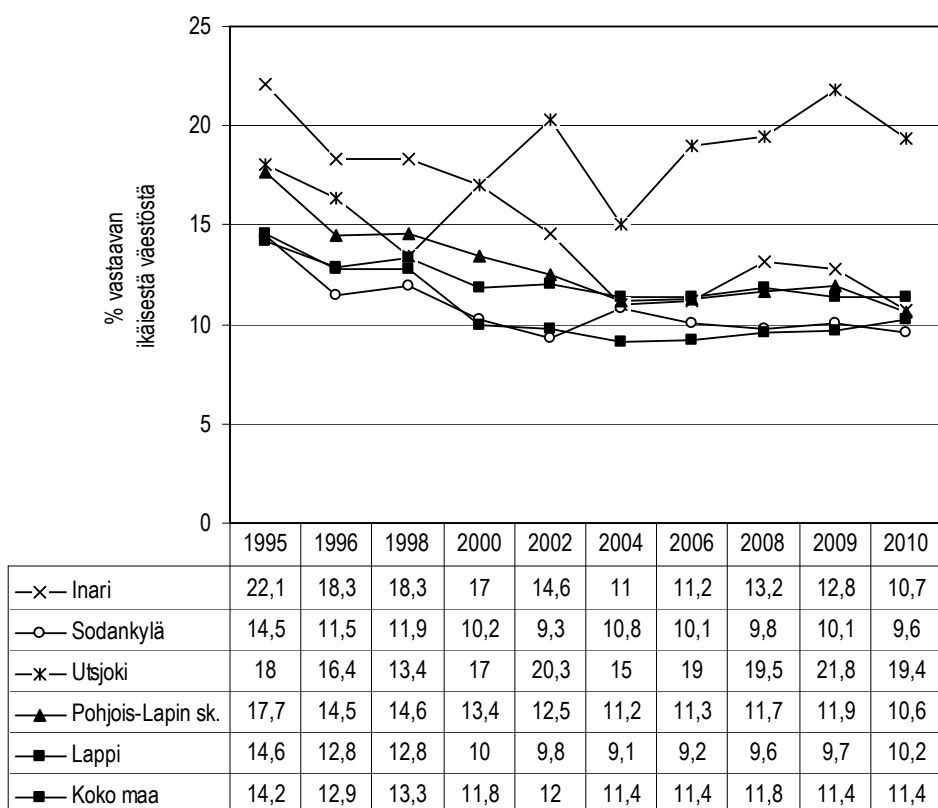 25
20
15
10
5
0
% vastaavan
ikäisestä väestöstä
1995 1996 1998 2000 2002 2004 2006 2008 2009 2010
Inari 22,1 18,3 18,3 17 14,6 11 11,2 13,2 12,8 10,7
Sodankylä 14,5 11,5 11,9 10,2 9,3 10,8 10,1 9,8 10,1 9,6
Utsjoki 18 16,4 13,4 17 20,3 15 19 19,5 21,8 19,4
Pohjois-Lapin sk. 17,7 14,5 14,6 13,4 12,5 11,2 11,3 11,7 11,9 10,6
Lappi 14,6 12,8 12,8 10 9,8 9,1 9,2 9,6 9,7 10,2
Koko maa 14,2 12,9 13,3 11,8 12 11,4 11,4 11,8 11,4 11,4